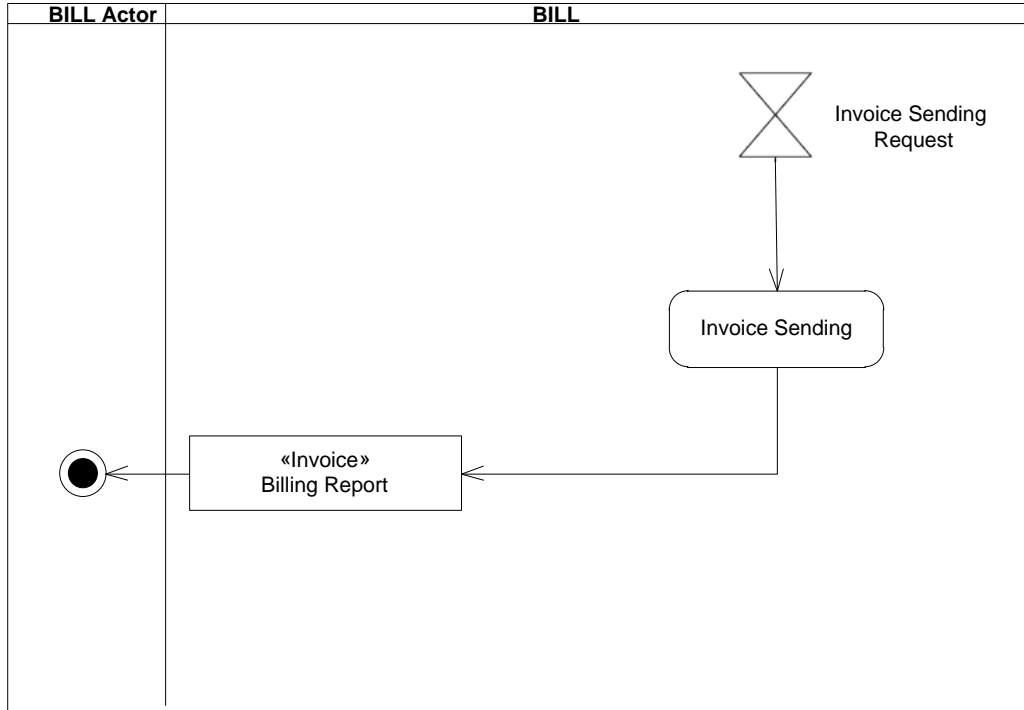 BILL Actor
BILL
Invoice Sending
Request
Invoice Sending
«Invoice»
Billing Report